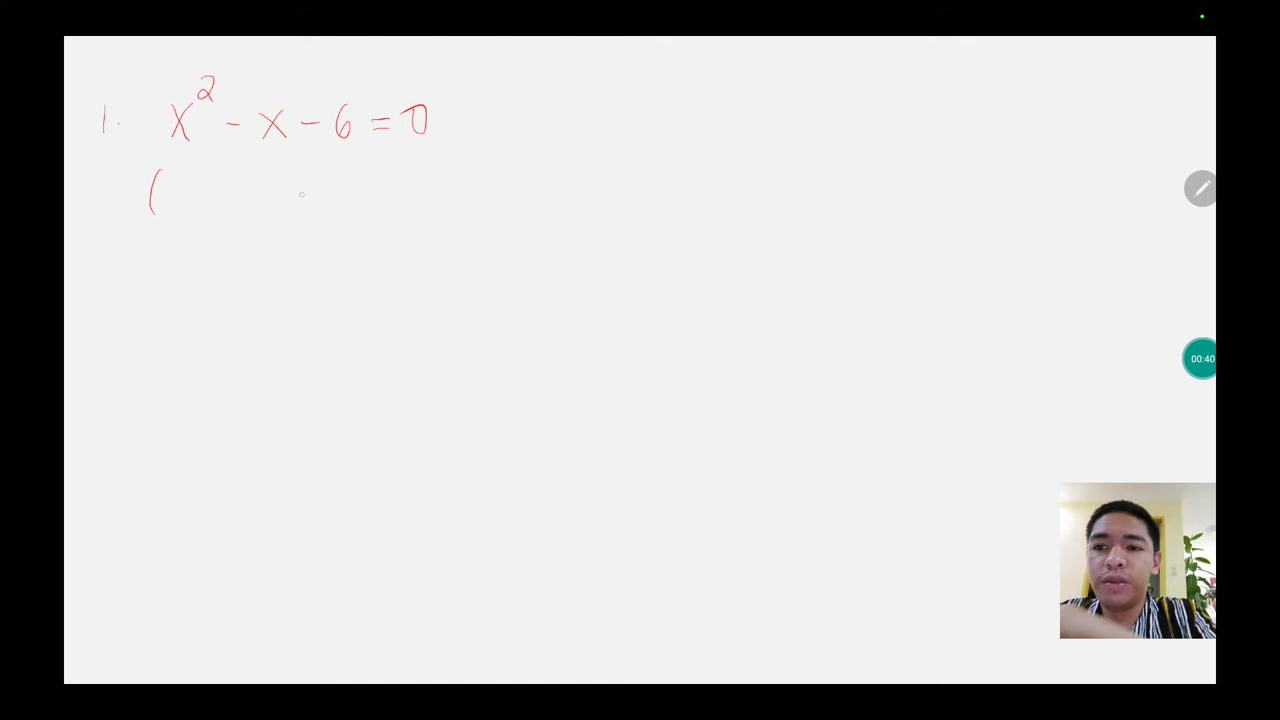 1. x² - x - 6 = 0
(
00:40